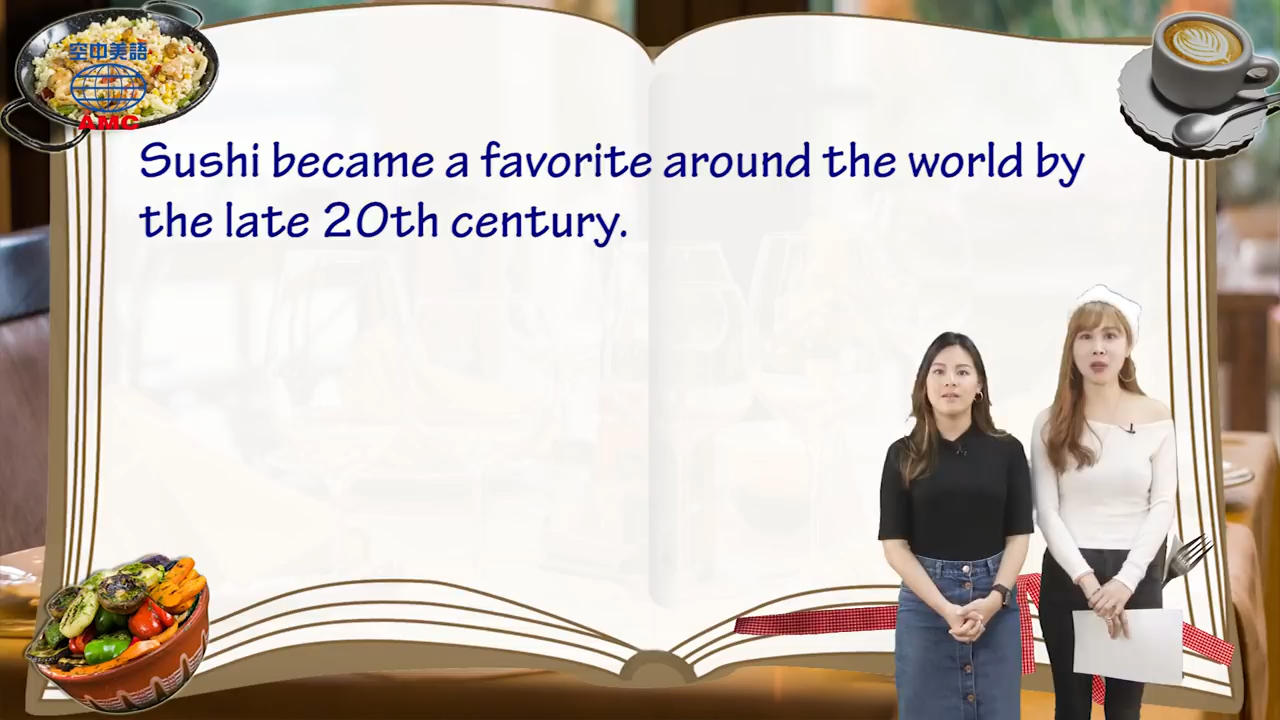 空中美語
AMC
Sushi became a favorite around the world by
the late 20th century.